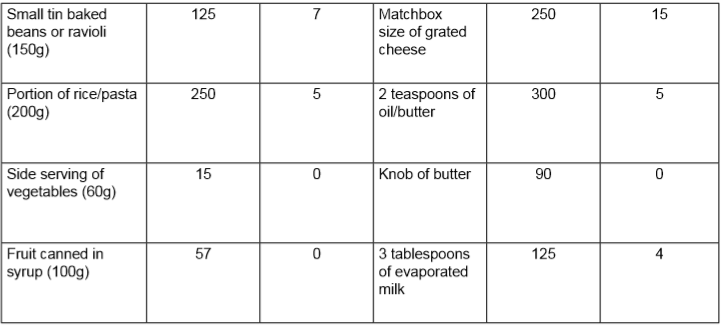 Small tin baked
beans or ravioli
(150g)
125
7
Matchbox
size of grated
cheese
250
15
Portion of rice/pasta
(200g)
250
5
2 teaspoons of
oil/butter
300
5
Side serving of
vegetables (60g)
15
0
Knob of butter
90
0
Fruit canned in
syrup (100g)
57
0
3 tablespoons
of evaporated
milk
125
4